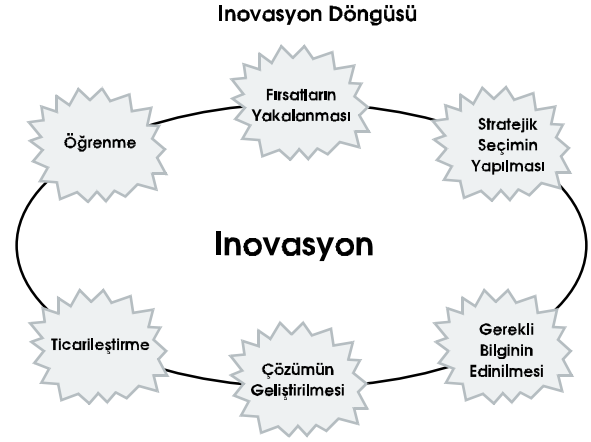 Inovasyon Döngüsü
Fırsatların
Yakalanması
Stratejik
Seçimin
Yapılması
Gerekli
Bilginin
Edinilmesi
Çözümün
Geliştirilmesi
Ticarileştirme
Öğrenme
Inovasyon